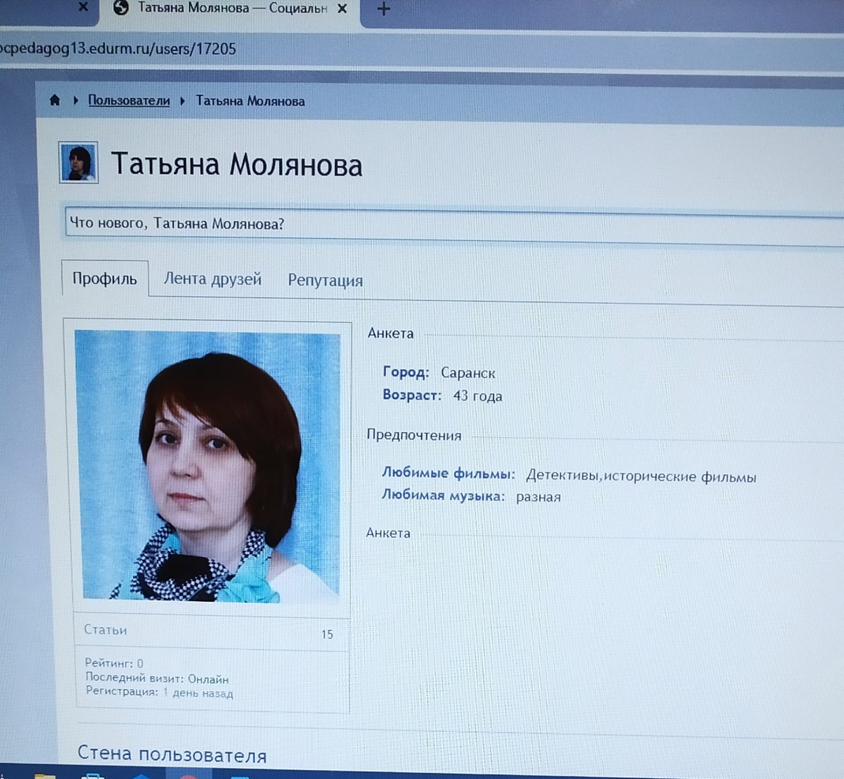 Татьяна Молянова — Социальн
ocpedagog13.edurm.ru/users/17205
Пользователи Татьяна Молянова
Татьяна Молянова
Что нового, Татьяна Молянова?
Профиль Лента друзей Репутация
Анкета
Город: Саранск
Возраст: 43 года
Предпочтения
Любимые фильмы: Детективы,исторические фильмы
Любимая музыка: разная
Анкета
Статьи 15
Рейтинг: 0
Последний визит: Онлайн
Регистрация: 1 день назад
Стена пользователя